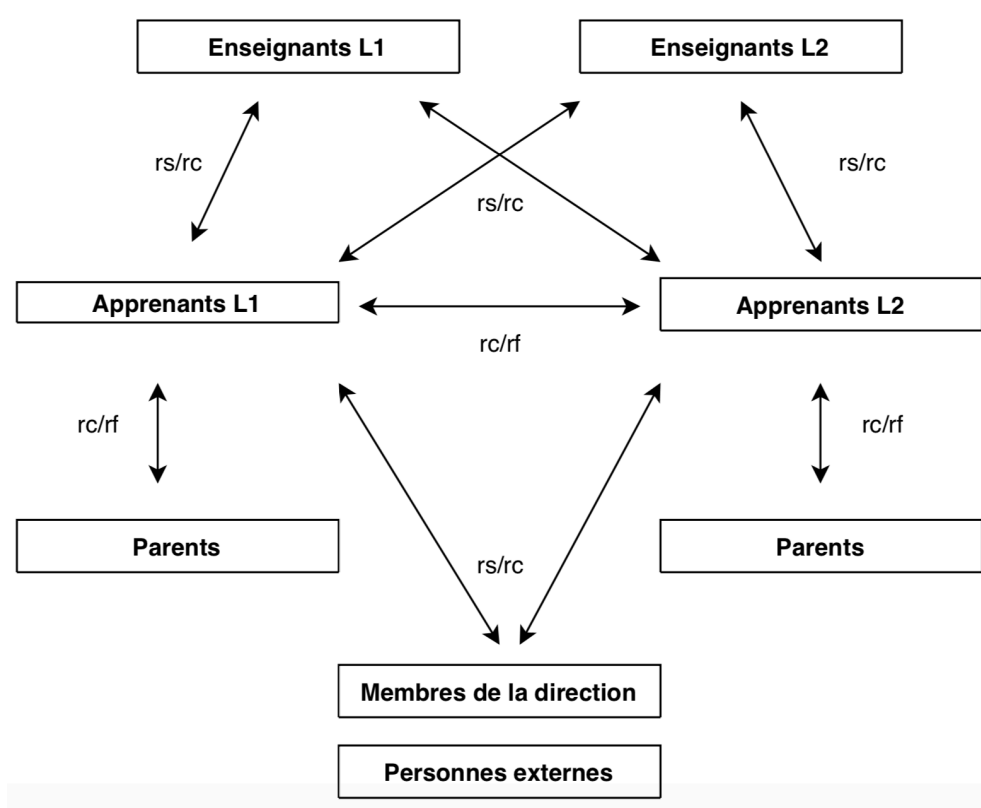 Enseignants L1
Enseignants L2
rs/rc
rs/rc
rs/rc
Apprenants L1
Apprenants L2
rc/rf
rc/rf
rc/rf
Parents
Parents
rs/rc
Membres de la direction
Personnes externes